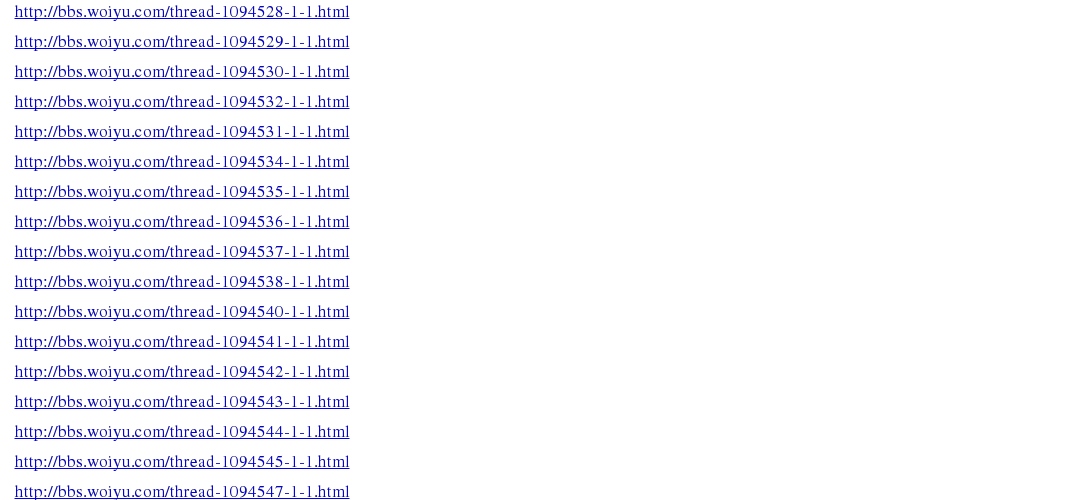 http://bbs.woiyu.com/thread-1094528-1-1.html
http://bbs.woiyu.com/thread-1094529-1-1.html
http://bbs.woiyu.com/thread-1094530-1-1.html
http://bbs.woiyu.com/thread-1094532-1-1.html
http://bbs.woiyu.com/thread-1094531-1-1.html
http://bbs.woiyu.com/thread-1094534-1-1.html
http://bbs.woiyu.com/thread-1094535-1-1.html
http://bbs.woiyu.com/thread-1094536-1-1.html
http://bbs.woiyu.com/thread-1094537-1-1.html
http://bbs.woiyu.com/thread-1094538-1-1.html
http://bbs.woiyu.com/thread-1094540-1-1.html
http://bbs.woiyu.com/thread-1094541-1-1.html
http://bbs.woiyu.com/thread-1094542-1-1.html
http://bbs.woiyu.com/thread-1094543-1-1.html
http://bbs.woiyu.com/thread-1094544-1-1.html
http://bbs.woiyu.com/thread-1094545-1-1.html
http://bbs.woiyu.com/thread-1094547-1-1.html